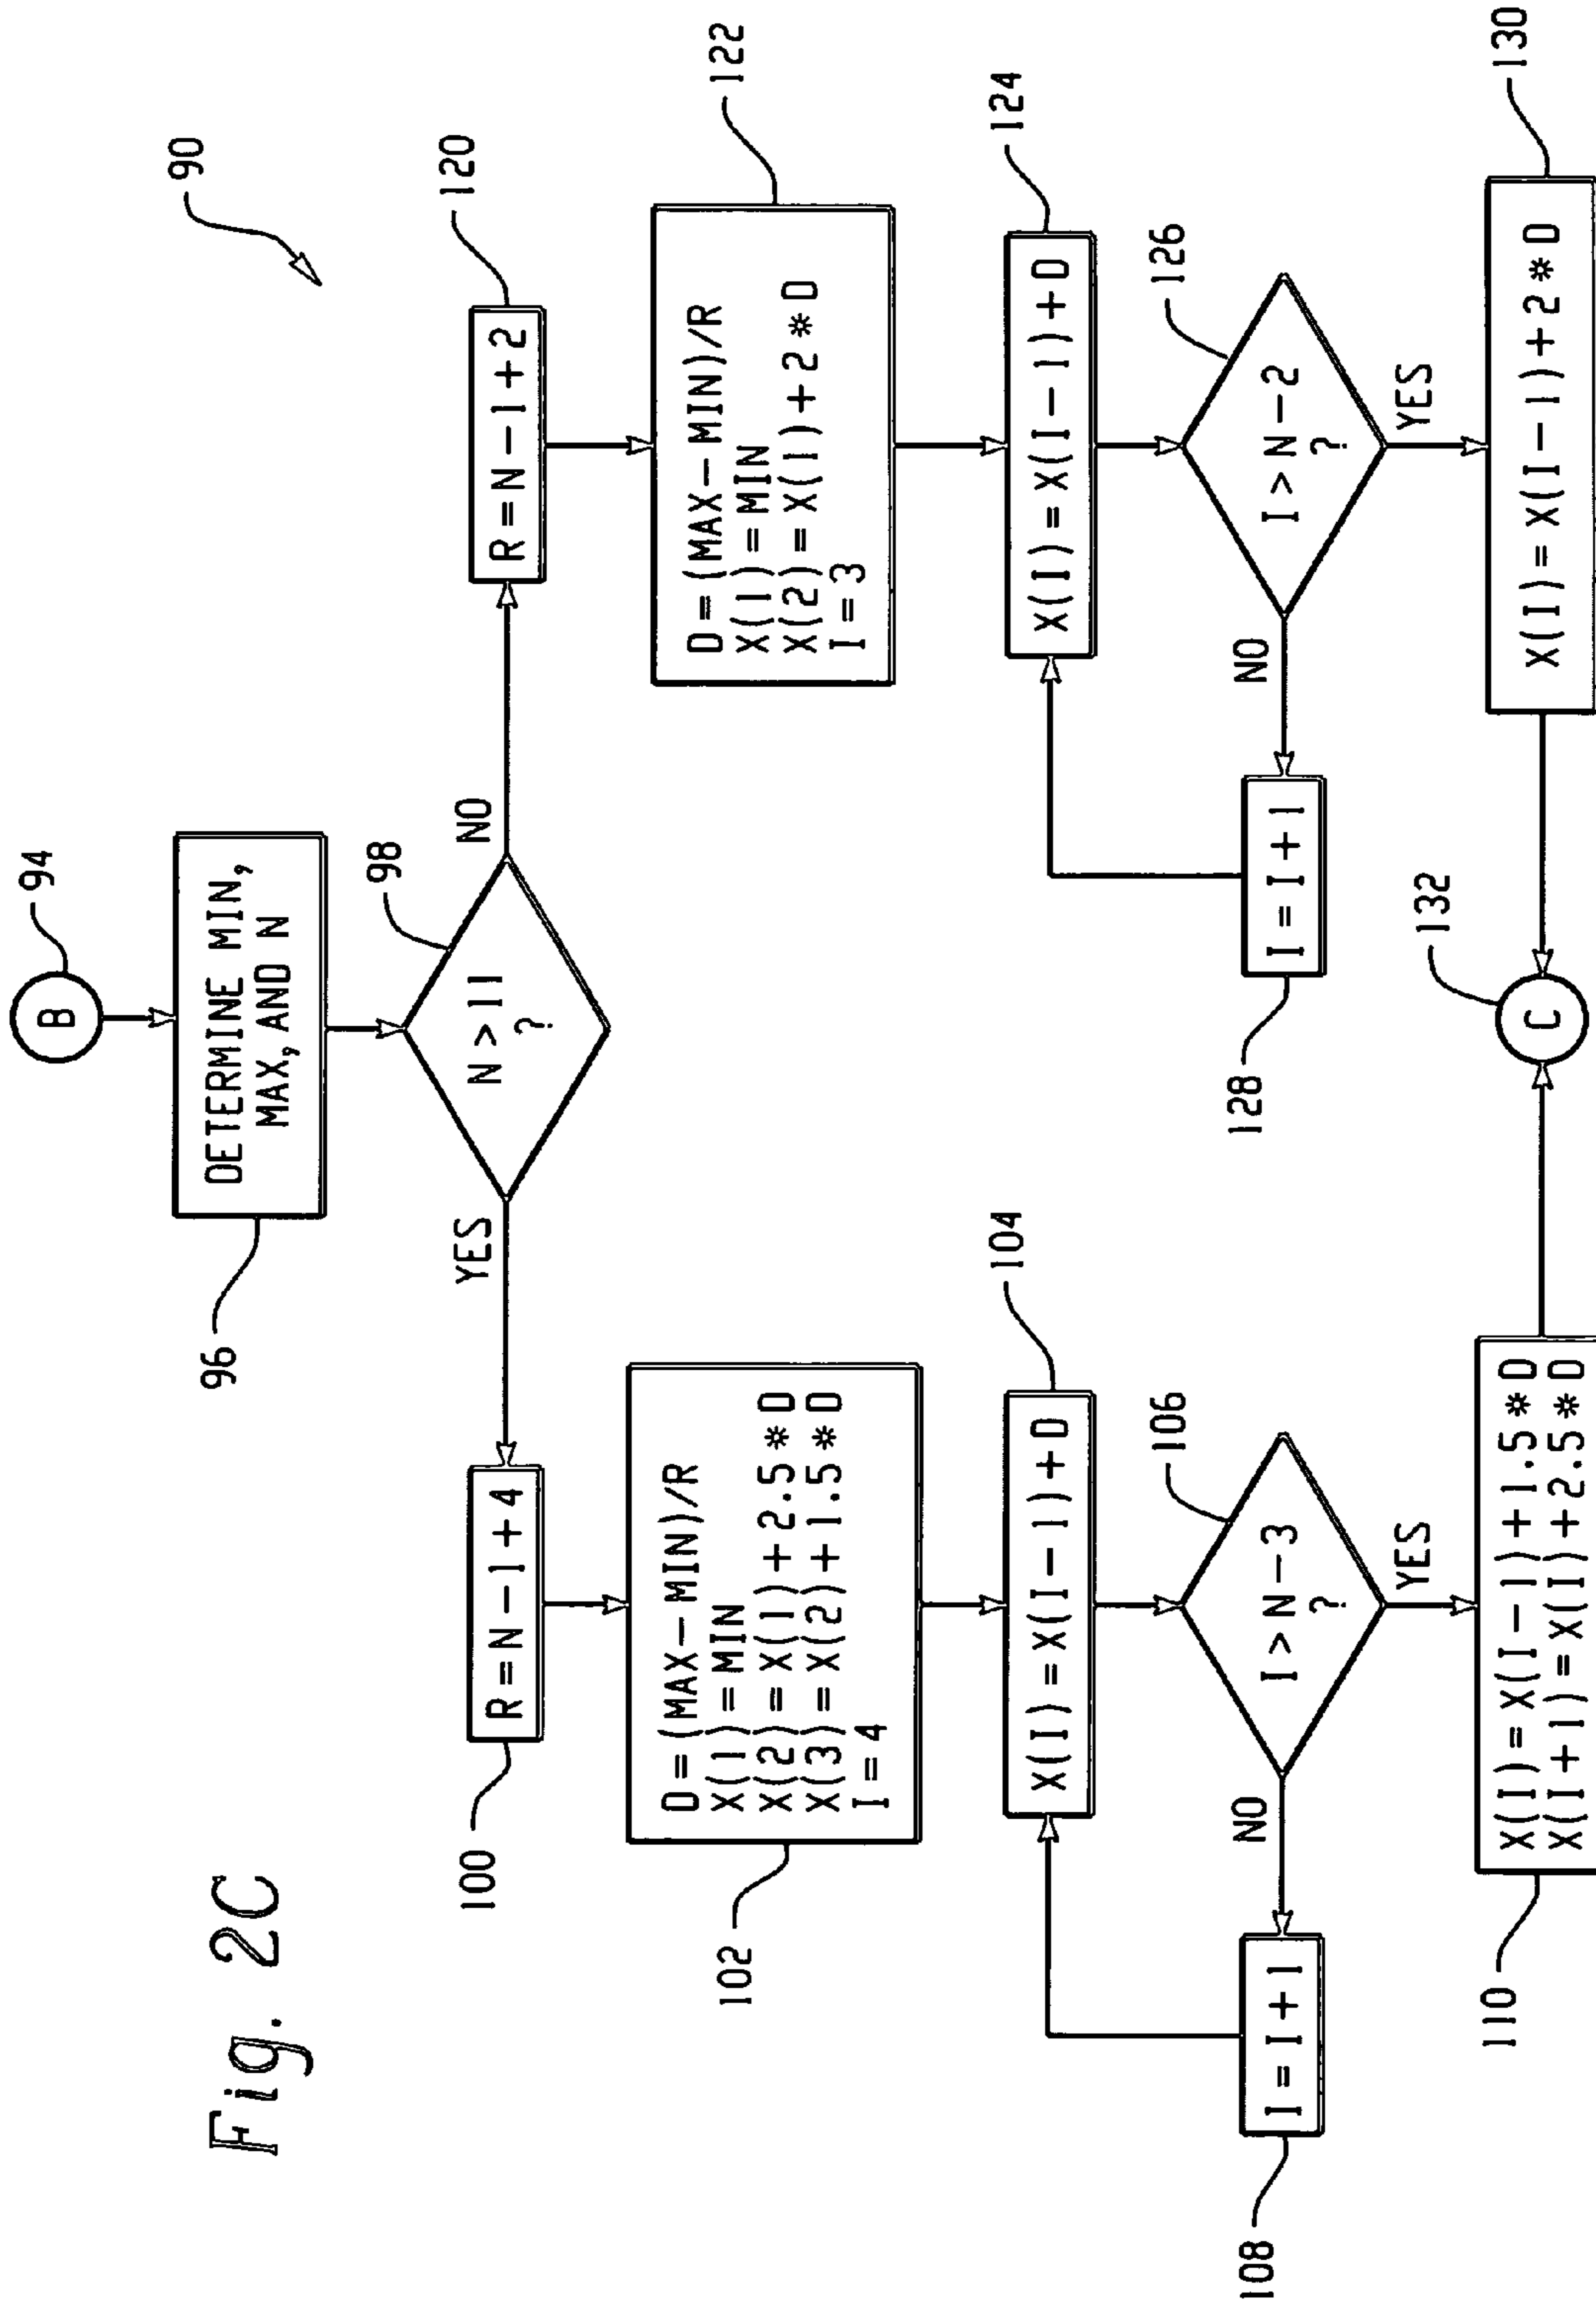 Fig. 2C
90
B
94
DETERMINE MIN,
MAX, AND N
96
N > 11
?
98
YES
NO
R = N - 1 + 4
100
R = N - 1 + 2
120
D = (MAX - MIN)/R
X(1) = MIN
X(2) = X(1) + 2.5 * D
X(3) = X(2) + 1.5 * D
I = 4
102
D = (MAX - MIN)/R
X(1) = MIN
X(2) = X(1) + 2 * D
I = 3
122
X(I) = X(I - 1) + D
104
X(I) = X(I - 1) + D
124
I > N - 3
?
106
NO
YES
I = I + 1
108
I > N - 2
?
126
NO
YES
I = I + 1
128
X(I) = X(I - 1) + 1.5 * D
X(I + 1) = X(I) + 2.5 * D
110
C
132
X(I) = X(I - 1) + 2 * D
130